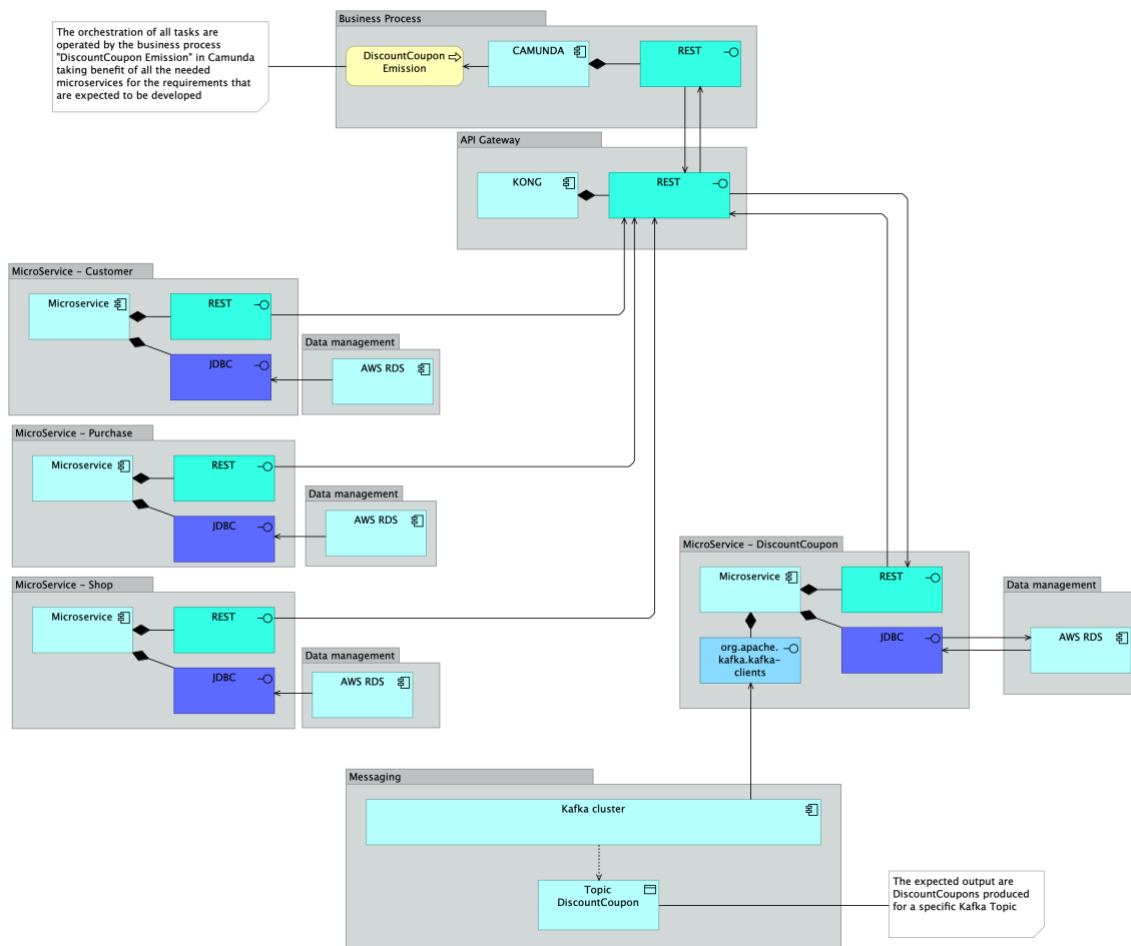 Business Process
The orchestration of all tasks are
operated by the business process
"DiscountCoupon Emission" in Camunda
taking benefit of all the needed
microservices for the requirements that
are expected to be developed
DiscountCoupon
Emission
CAMUNDA
REST
API Gateway
KONG
REST
MicroService - Customer
Microservice
REST
JDBC
Data management
AWS RDS
MicroService - Purchase
Microservice
REST
JDBC
Data management
AWS RDS
MicroService - Shop
Microservice
REST
JDBC
Data management
AWS RDS
MicroService - DiscountCoupon
Microservice
REST
org.apache.
kafka.kafka-
clients
JDBC
Data management
AWS RDS
Messaging
Kafka cluster
Topic
DiscountCoupon
The expected output are
DiscountCoupons produced
for a specific Kafka Topic